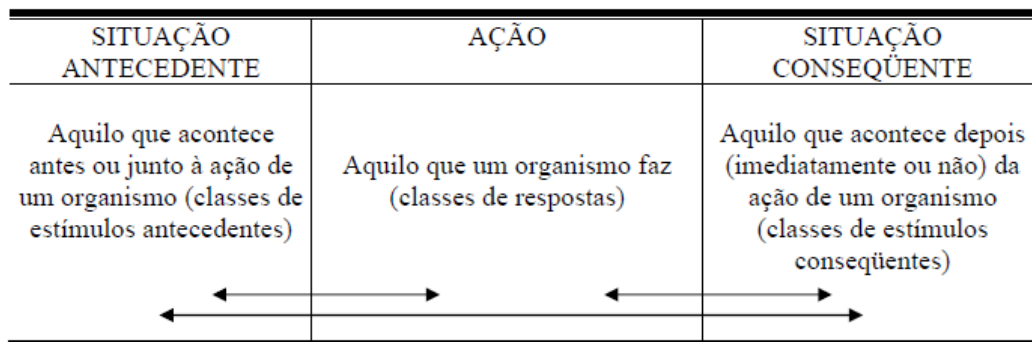 SITUAÇÃO
ANTECEDENTE
AÇÃO
SITUAÇÃO
CONSEQÜENTE
Aquilo que acontece
antes ou junto à ação de
um organismo (classes de
estímulos antecedentes)
Aquilo que um organismo faz
(classes de respostas)
Aquilo que acontece depois
(imediatamente ou não) da
ação de um organismo
(classes de estímulos
conseqüentes)